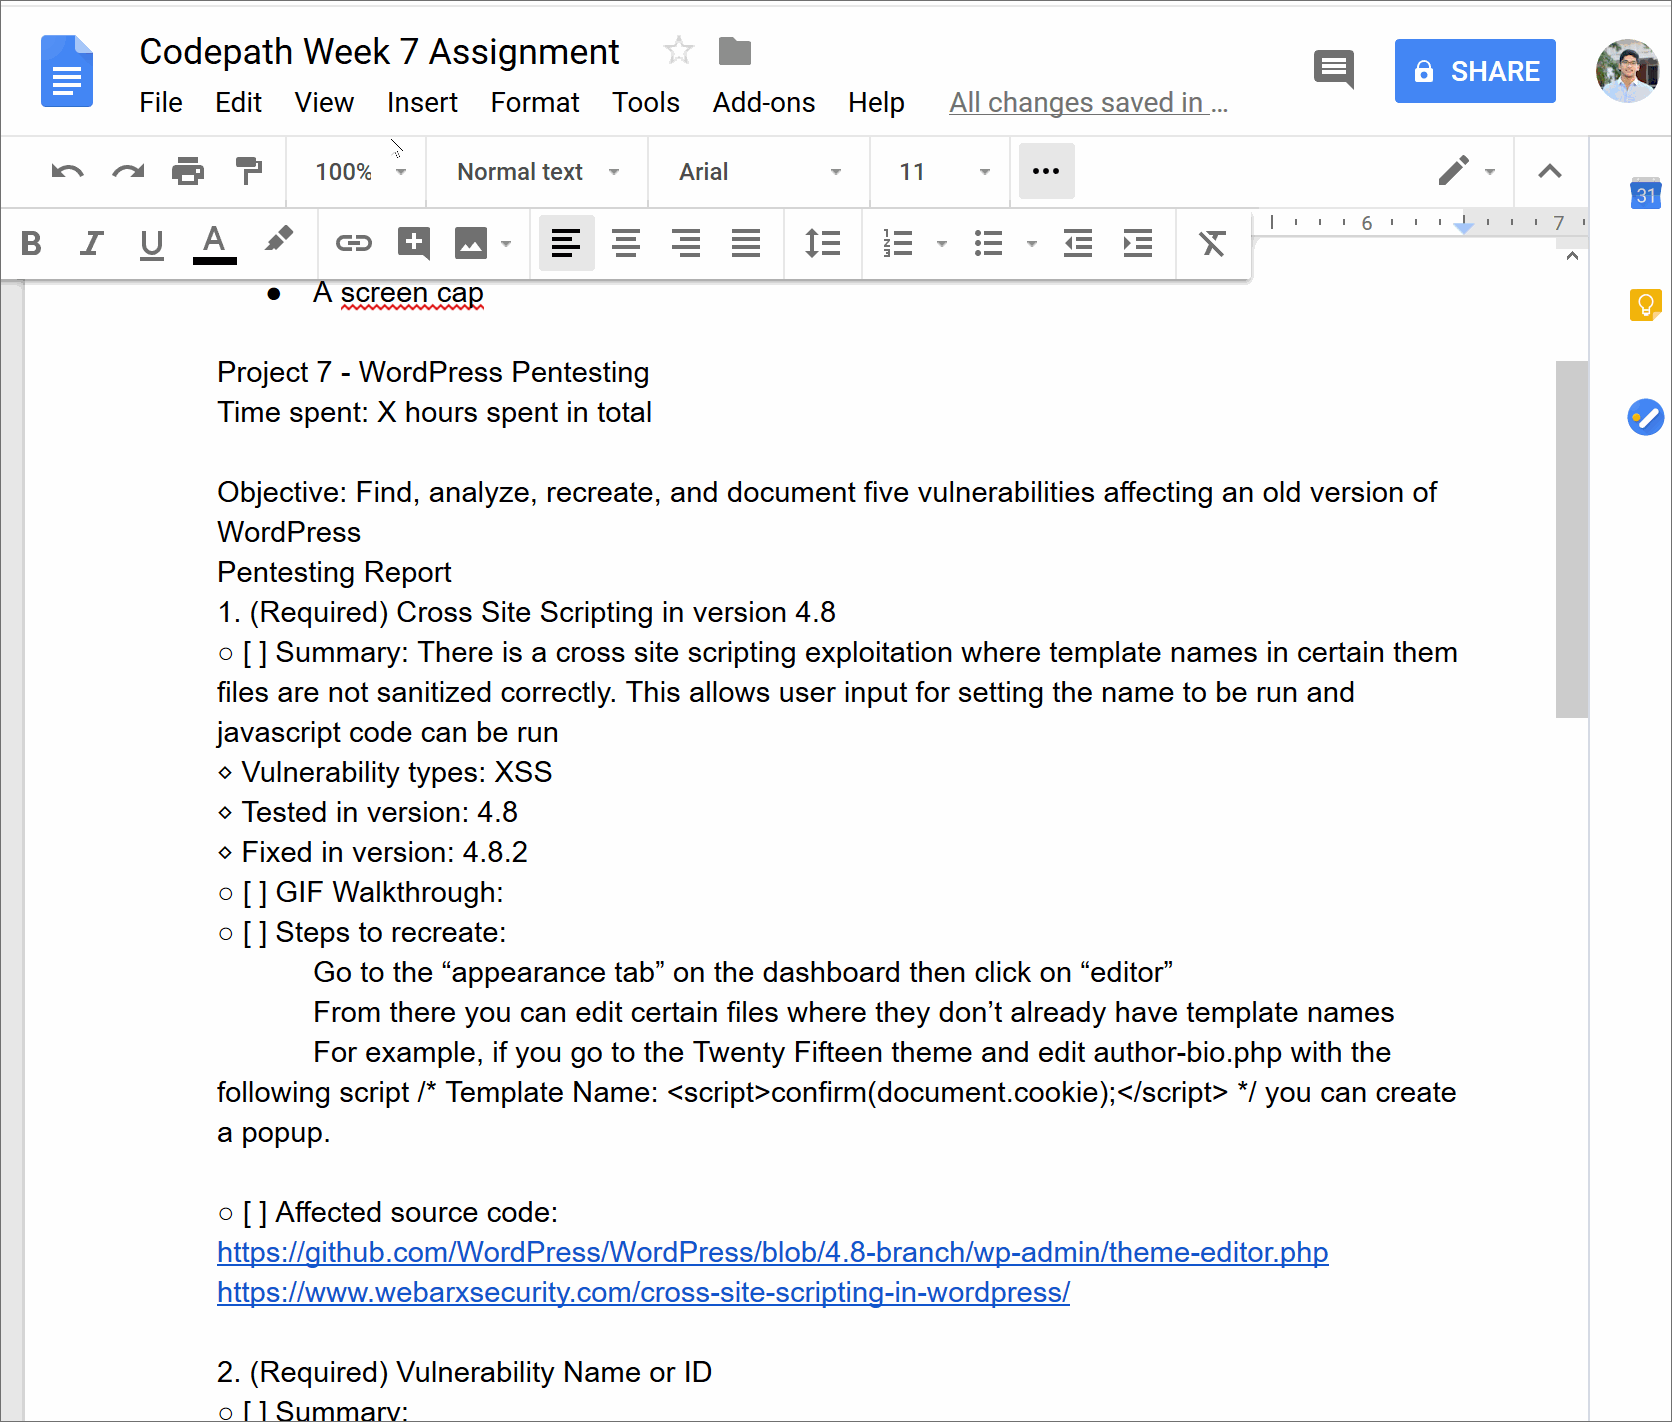 Codepath Week 7 Assignment
File Edit View Insert Format Tools Add-ons Help All changes saved in ...
SHARE
100% Normal text Arial 11
31
B I U A
6 7
● A screen cap
Project 7 - WordPress Pentesting
Time spent: X hours spent in total
Objective: Find, analyze, recreate, and document five vulnerabilities affecting an old version of
WordPress
Pentesting Report
1. (Required) Cross Site Scripting in version 4.8
○ [ ] Summary: There is a cross site scripting exploitation where template names in certain them
files are not sanitized correctly. This allows user input for setting the name to be run and
javascript code can be run
⋄ Vulnerability types: XSS
⋄ Tested in version: 4.8
⋄ Fixed in version: 4.8.2
○ [ ] GIF Walkthrough:
○ [ ] Steps to recreate:
Go to the “appearance tab” on the dashboard then click on “editor”
From there you can edit certain files where they don’t already have template names
For example, if you go to the Twenty Fifteen theme and edit author-bio.php with the
following script /* Template Name: <script>confirm(document.cookie);</script> */ you can create
a popup.
○ [ ] Affected source code:
https://github.com/WordPress/WordPress/blob/4.8-branch/wp-admin/theme-editor.php
https://www.webarxsecurity.com/cross-site-scripting-in-wordpress/
2. (Required) Vulnerability Name or ID
○ [ ] Summary: